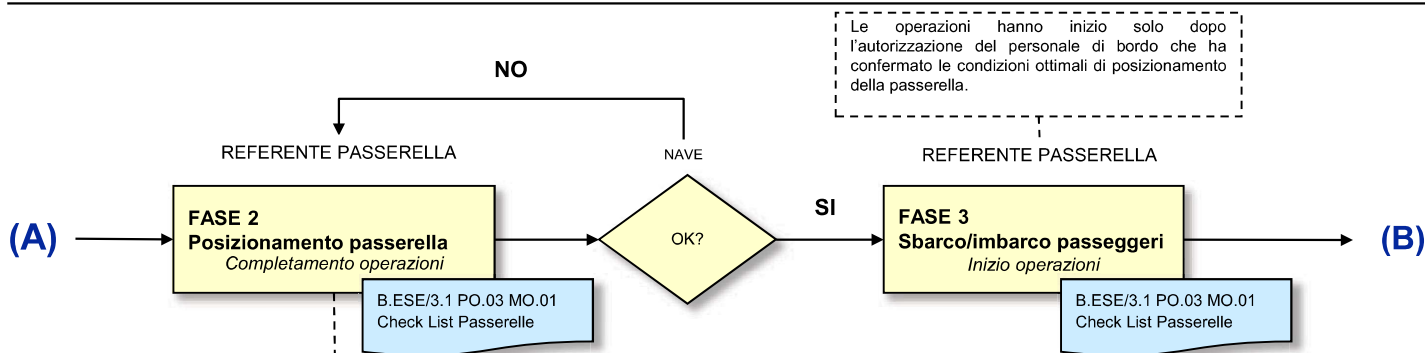 Le operazioni hanno inizio solo dopo
l'autorizzazione del personale di bordo che ha
confermato le condizioni ottimali di posizionamento
della passerella.
NO
REFERENTE PASSERELLA
NAVE
REFERENTE PASSERELLA
(A)
FASE 2
Posizionamento passerella
Completamento operazioni
OK?
SI
FASE 3
Sbarco/imbarco passeggeri
Inizio operazioni
(B)
B.ESE/3.1 PO.03 MO.01
Check List Passerelle
B.ESE/3.1 PO.03 MO.01
Check List Passerelle